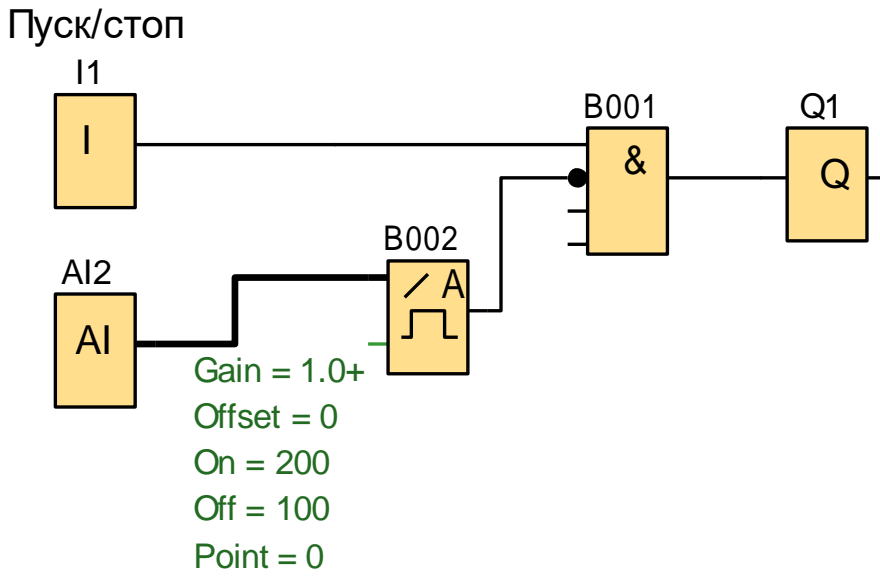 Пуск/стоп
I1
I
B001
&
Q1
Q
B002
A
AI2
AI
Gain = 1.0+
Offset = 0
On = 200
Off = 100
Point = 0